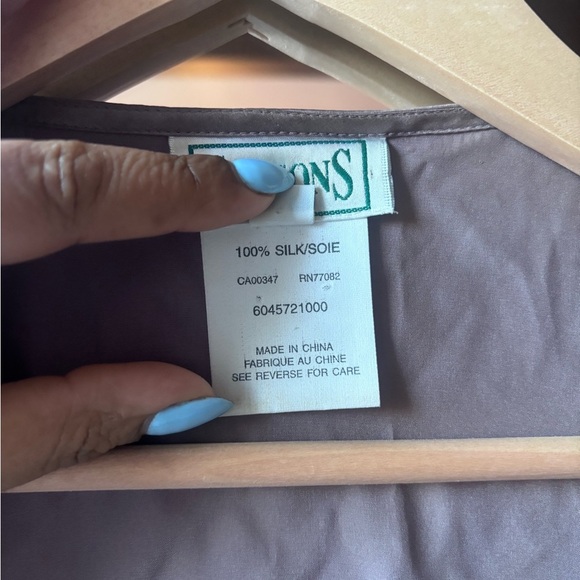 100% SILK/SOIE
CA00347 RN77082
6045721000
MADE IN CHINA
FABRIQUE AU CHINE
SEE REVERSE FOR CARE